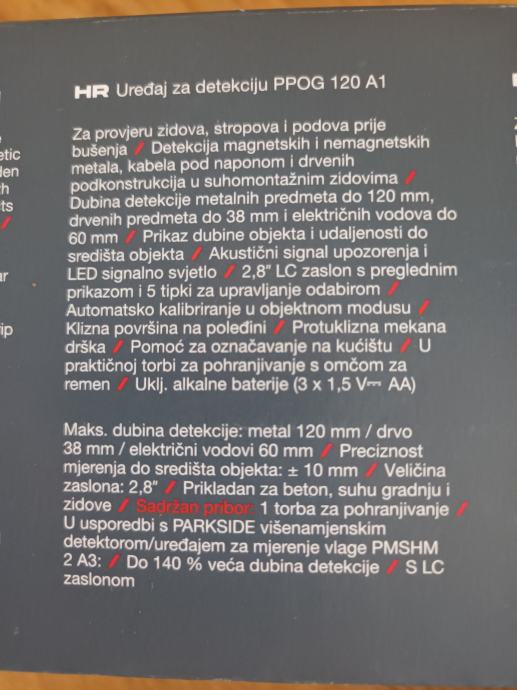 HR Uređaj za detekciju PPOG 120 A1
Za provjeru zidova, stropova i podova prije
bušenja / Detekcija magnetskih i nemagnetskih
metala, kabela pod naponom i drvenih
podkonstrukcija u suhomontažnim zidovima /
Dubina detekcije metalnih predmeta do 120 mm,
drvenih predmeta do 38 mm i električnih vodova do
60 mm / Prikaz dubine objekta i udaljenosti do
središta objekta / Akustični signal upozorenja i
LED signalno svjetlo / 2,8" LC zaslon s preglednim
prikazom i 5 tipki za upravljanje odabirom /
Automatsko kalibriranje u objektnom modusu /
Klizna površina na poleđini / Protuklizna mekana
drška / Pomoć za označavanje na kućištu / U
praktičnoj torbi za pohranjivanje s omčom za
remen / Uklj. alkalne baterije (3 x 1,5 V⎓ AA)
Maks. dubina detekcije: metal 120 mm / drvo
38 mm / električni vodovi 60 mm / Preciznost
mjerenja do središta objekta: ± 10 mm / Veličina
zaslona: 2,8" / Prikladan za beton, suhu gradnju i
zidove / Sadržan pribor: 1 torba za pohranjivanje /
U usporedbi s PARKSIDE višenamjenskim
detektorom/uređajem za mjerenje vlage PMSHM
2 A3: / Do 140 % veća dubina detekcije / S LC
zaslonom